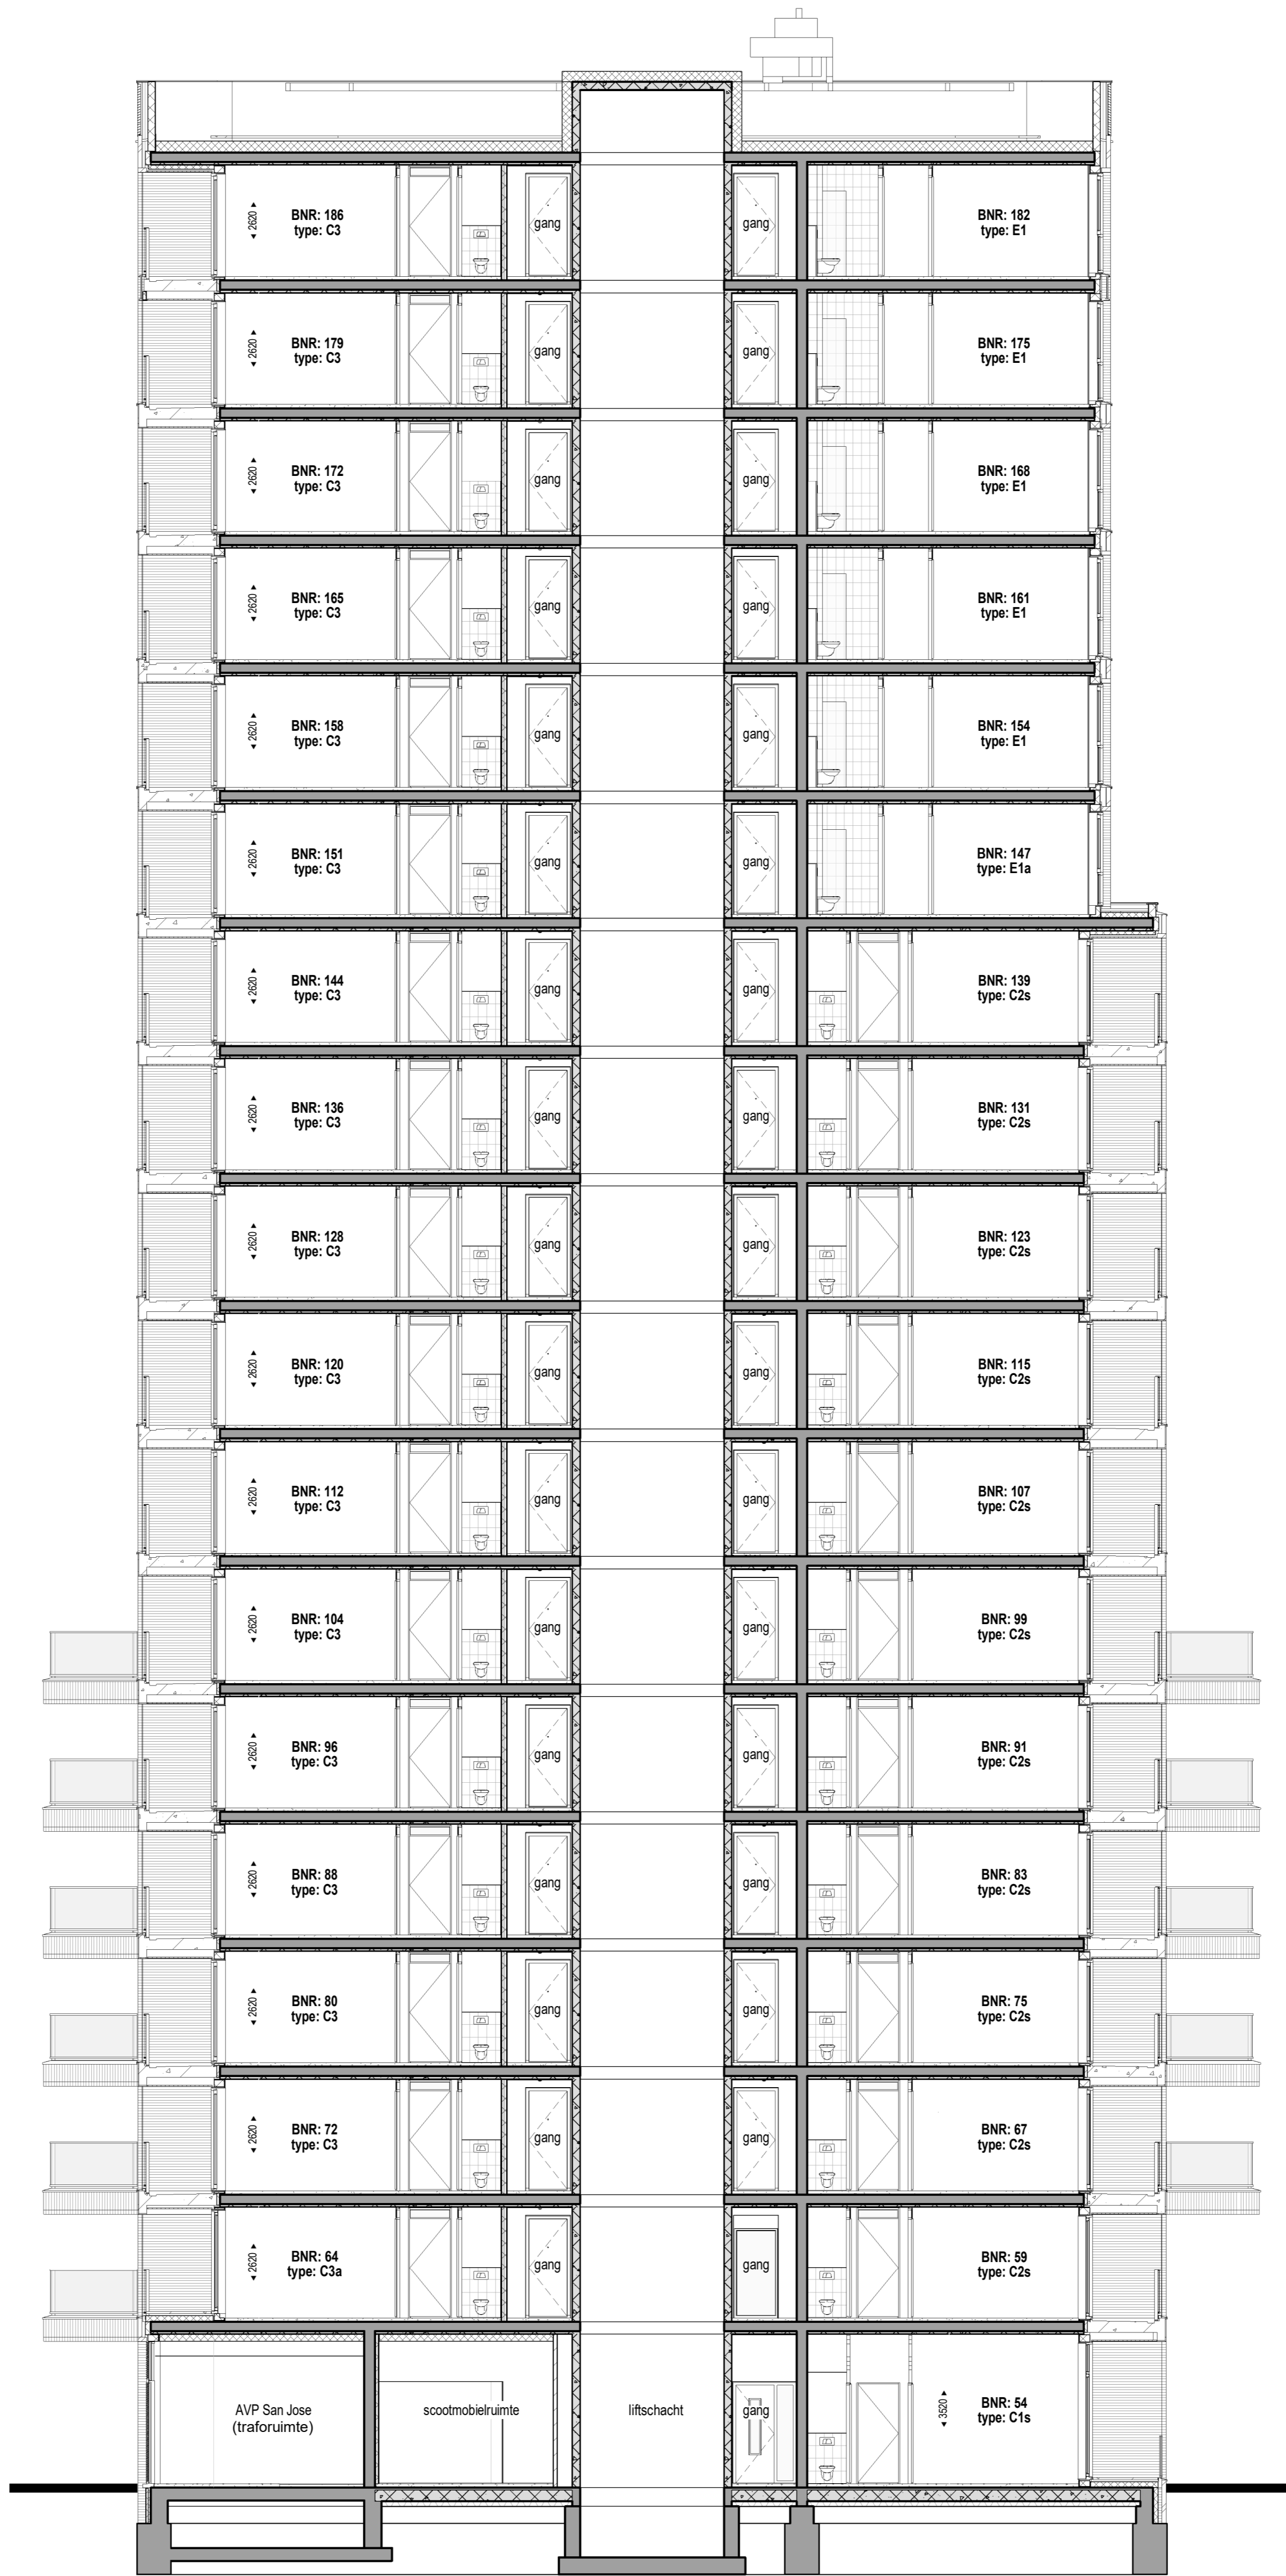 2620
BNR: 186
type: C3
gang
gang
BNR: 182
type: E1
2620
BNR: 179
type: C3
gang
gang
BNR: 175
type: E1
2620
BNR: 172
type: C3
gang
gang
BNR: 168
type: E1
2620
BNR: 165
type: C3
gang
gang
BNR: 161
type: E1
2620
BNR: 158
type: C3
gang
gang
BNR: 154
type: E1
2620
BNR: 151
type: C3
gang
gang
BNR: 147
type: E1a
2620
BNR: 144
type: C3
gang
gang
BNR: 139
type: C2s
2620
BNR: 136
type: C3
gang
gang
BNR: 131
type: C2s
2620
BNR: 128
type: C3
gang
gang
BNR: 123
type: C2s
2620
BNR: 120
type: C3
gang
gang
BNR: 115
type: C2s
2620
BNR: 112
type: C3
gang
gang
BNR: 107
type: C2s
2620
BNR: 104
type: C3
gang
gang
BNR: 99
type: C2s
2620
BNR: 96
type: C3
gang
gang
BNR: 91
type: C2s
2620
BNR: 88
type: C3
gang
gang
BNR: 83
type: C2s
2620
BNR: 80
type: C3
gang
gang
BNR: 75
type: C2s
2620
BNR: 72
type: C3
gang
gang
BNR: 67
type: C2s
2620
BNR: 64
type: C3a
gang
gang
BNR: 59
type: C2s
AVP San Jose
(traforuimte)
scootmobielruimte
liftschacht
gang
3520
BNR: 54
type: C1s